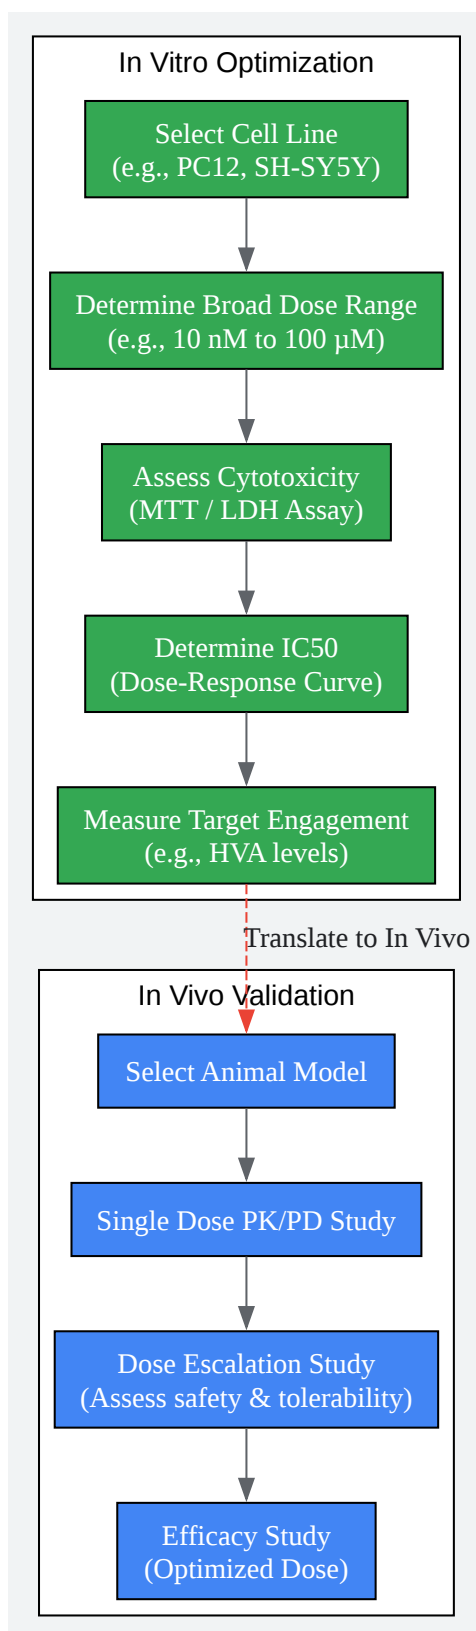 In Vitro Optimization
Select Cell Line
(e.g., PC12, SH-SY5Y)
Determine Broad Dose Range
(e.g., 10 nM to 100 µM)
Assess Cytotoxicity
(MTT / LDH Assay)
Determine IC50
(Dose-Response Curve)
Measure Target Engagement
(e.g., HVA levels)
Translate to In Vivo
In Vivo Validation
Select Animal Model
Single Dose PK/PD Study
Dose Escalation Study
(Assess safety & tolerability)
Efficacy Study
(Optimized Dose)